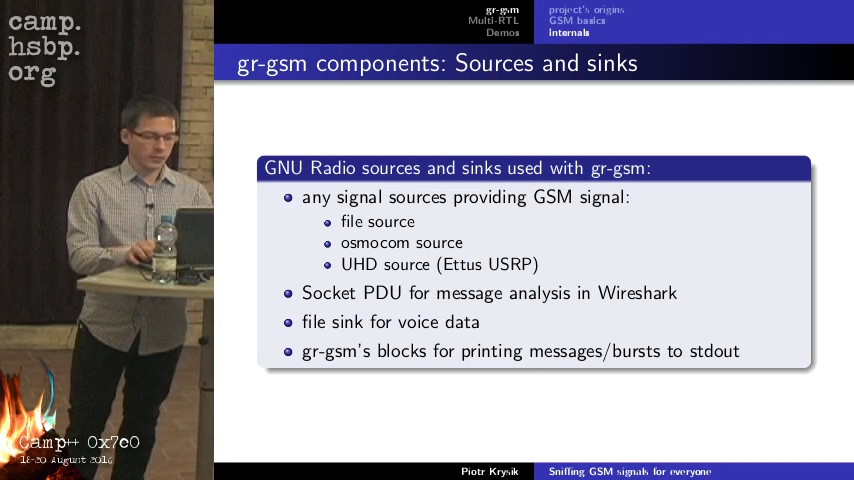 camp.
hsbp.
org
gr-gsm
Multi-RTL
Demos
project's origins
GSM basics
Internals
gr-gsm components: Sources and sinks
GNU Radio sources and sinks used with gr-gsm:
any signal sources providing GSM signal:
file source
osmocom source
UHD source (Ettus USRP)
Socket PDU for message analysis in Wireshark
file sink for voice data
gr-gsm's blocks for printing messages/bursts to stdout
Camp++ 0x7e0
18-20 August 2016
Piotr Krysik
Sniffing GSM signals for everyone